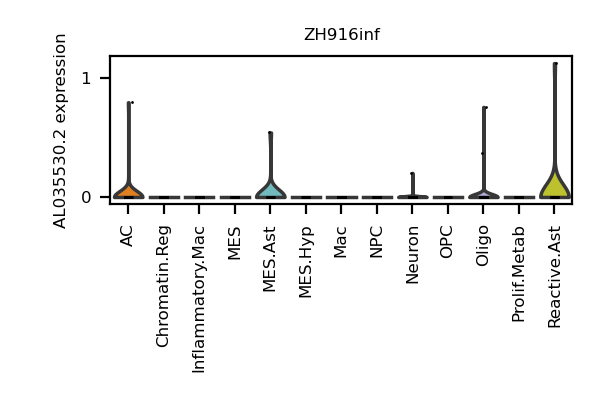 ZH916inf
AL035530.2 expression
1
0
AC
Chromatin.Reg
Inflammatory.Mac
MES
MES.Ast
MES.Hyp
Mac
NPC
Neuron
OPC
Oligo
Prolif.Metab
Reactive.Ast